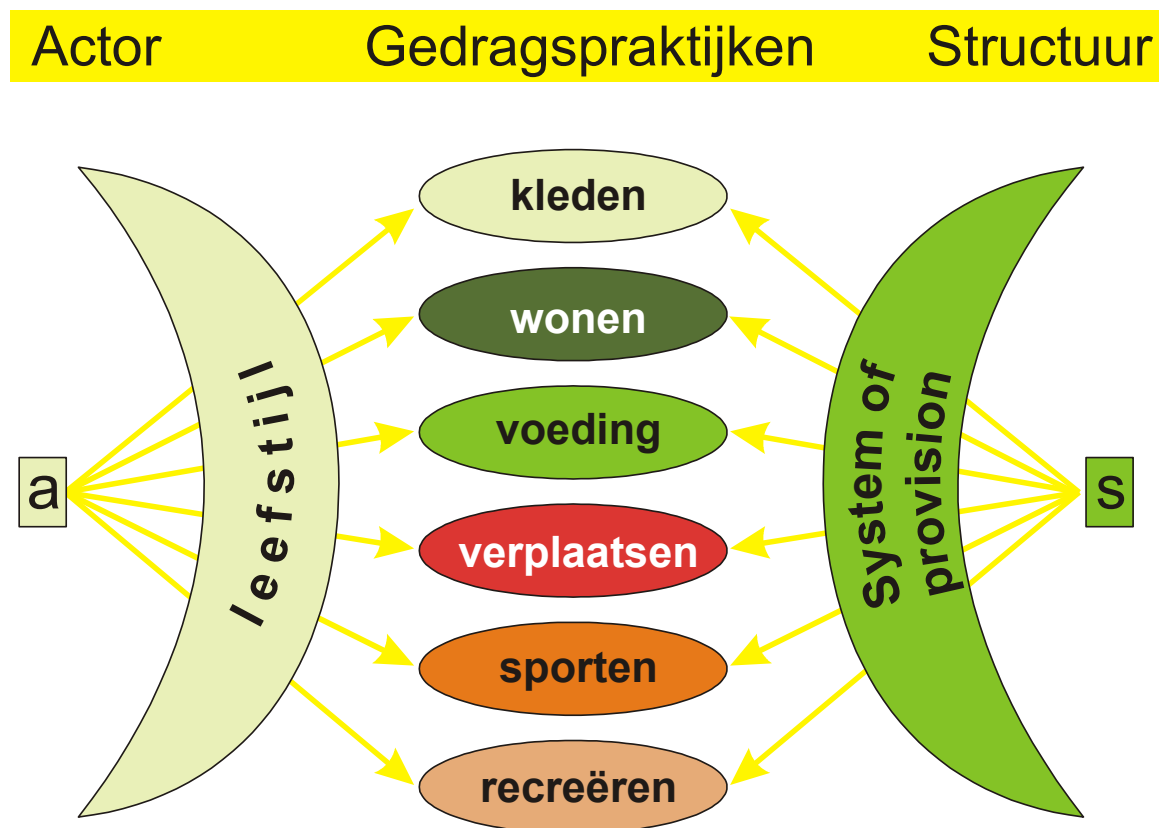 Actor Gedragspraktijken Structuur
kleden
wonen
voeding
verplaatsen
sporten
recreëren
a
leefstijl
System of
provision
s